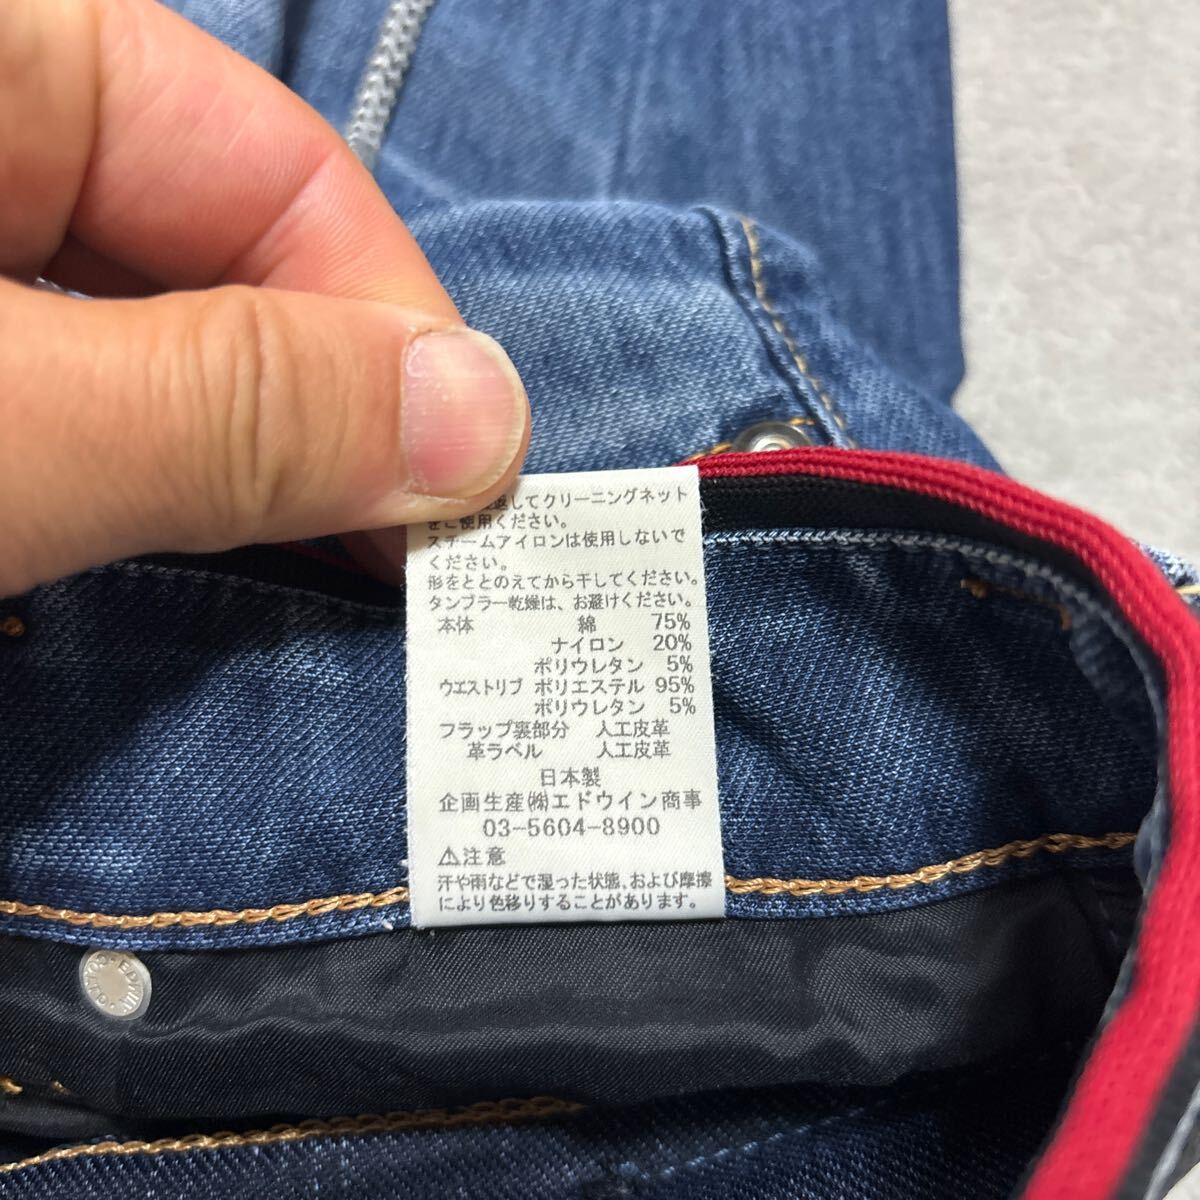 返してクリーニングネット
をご使用ください。
スチームアイロンは使用しないで
ください。
形をととのえてから干してください。
タンブラー乾燥は、お避けください。
本体 綿 75%
ナイロン 20%
ポリウレタン 5%
ウエストリブ ポリエステル 95%
ポリウレタン 5%
フラップ裏部分 人工皮革
革ラベル 人工皮革
日本製
企画生産㈱エドウイン商事
03-5604-8900
⚠注意
汗や雨などで湿った状態、および摩擦
により色移りすることがあります。
EDWIN CO.,LTD.